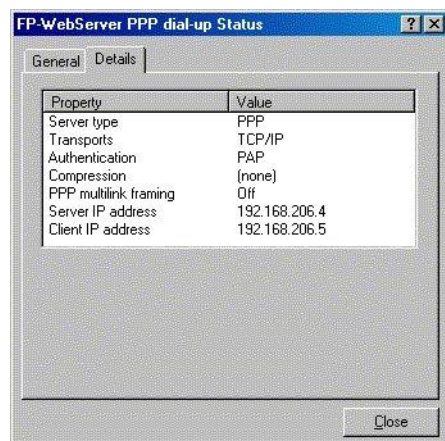 FP-WebServer PPP dial-up Status
General Details
Property Value
Server type PPP
Transports TCP/IP
Authentication PAP
Compression (none)
PPP multilink framing Off
Server IP address 192.168.206.4
Client IP address 192.168.206.5
Close